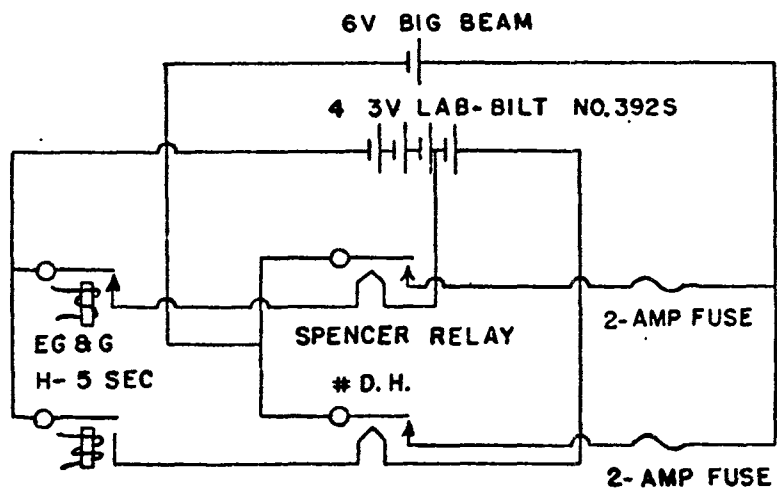 6V BIG BEAM
4 3V LAB-BILT NO.392S
2-AMP FUSE
EG & G
H-5 SEC
SPENCER RELAY
# D.H.
2-AMP FUSE